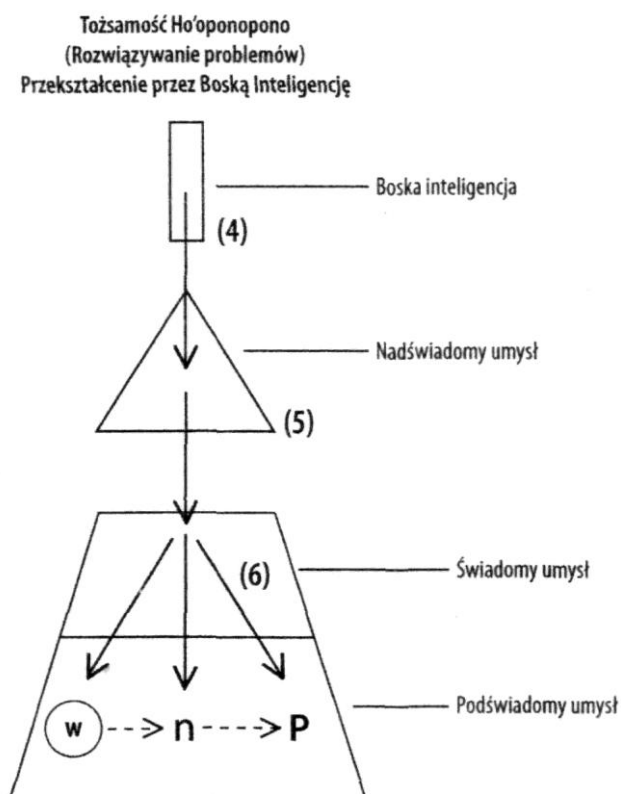 Tożsamość Ho'oponopono
(Rozwiązywanie problemów)
Przekształcenie przez Boską Inteligencję
Boska inteligencja
(4)
Nadświadomy umysł
(5)
(6)
Świadomy umysł
Podświadomy umysł
w n P